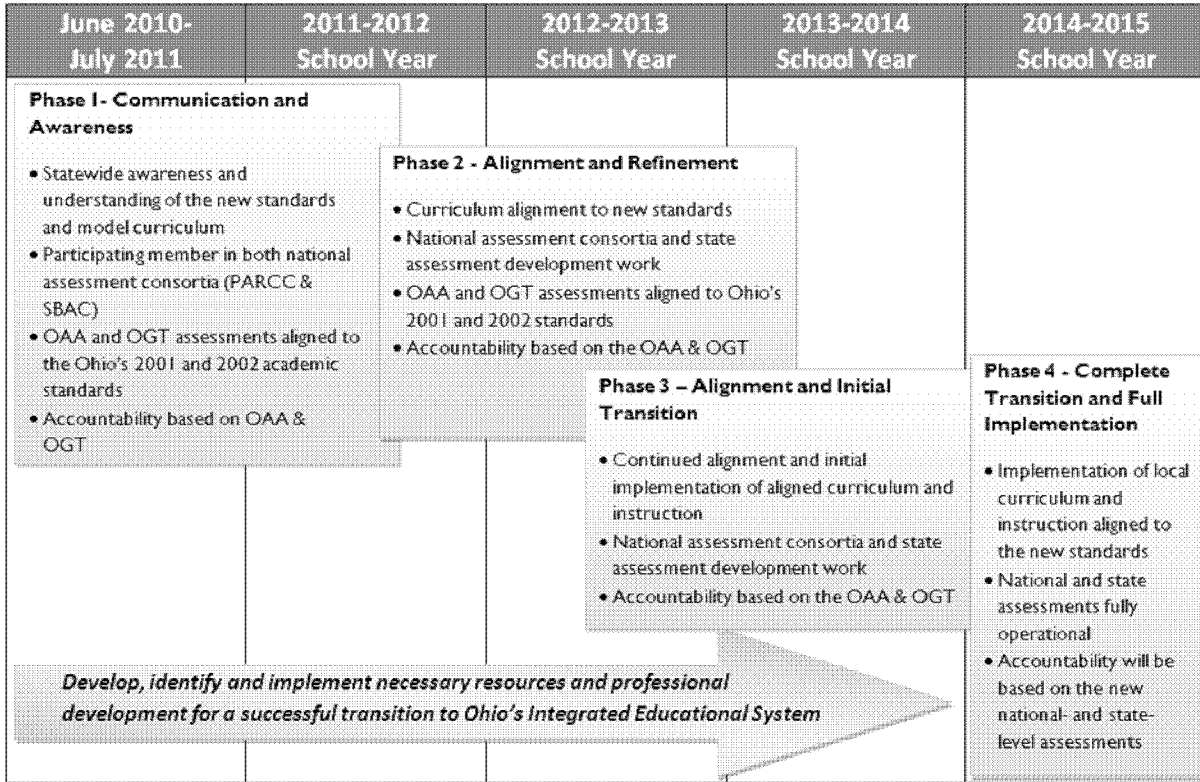 June 2010-
July 2011
2011-2012
School Year
2012-2013
School Year
2013-2014
School Year
2014-2015
School Year
Phase 1- Communication and
Awareness
• Statewide awareness and
understanding of the new standards
and model curriculum
• Participating member in both national
assessment consortia (PARCC &
SBAC)
• OAA and OGT assessments aligned to
the Ohio's 2001 and 2002 academic
standards
• Accountability based on OAA &
OGT
Phase 2 - Alignment and Refinement
• Curriculum alignment to new standards
• National assessment consortia and state
assessment development work
• OAA and OGT assessments aligned to Ohio's
2001 and 2002 standards
• Accountability based on the OAA & OGT
Phase 3 – Alignment and Initial
Transition
• Continued alignment and initial
implementation of aligned curriculum and
instruction
• National assessment consortia and state
assessment development work
• Accountability based on the OAA & OGT
Phase 4 - Complete
Transition and Full
Implementation
• Implementation of local
curriculum and
instruction aligned to
the new standards
• National and state
assessments fully
operational
• Accountability will be
based on the new
national- and state-
level assessments
Develop, identify and implement necessary resources and professional
development for a successful transition to Ohio's Integrated Educational System